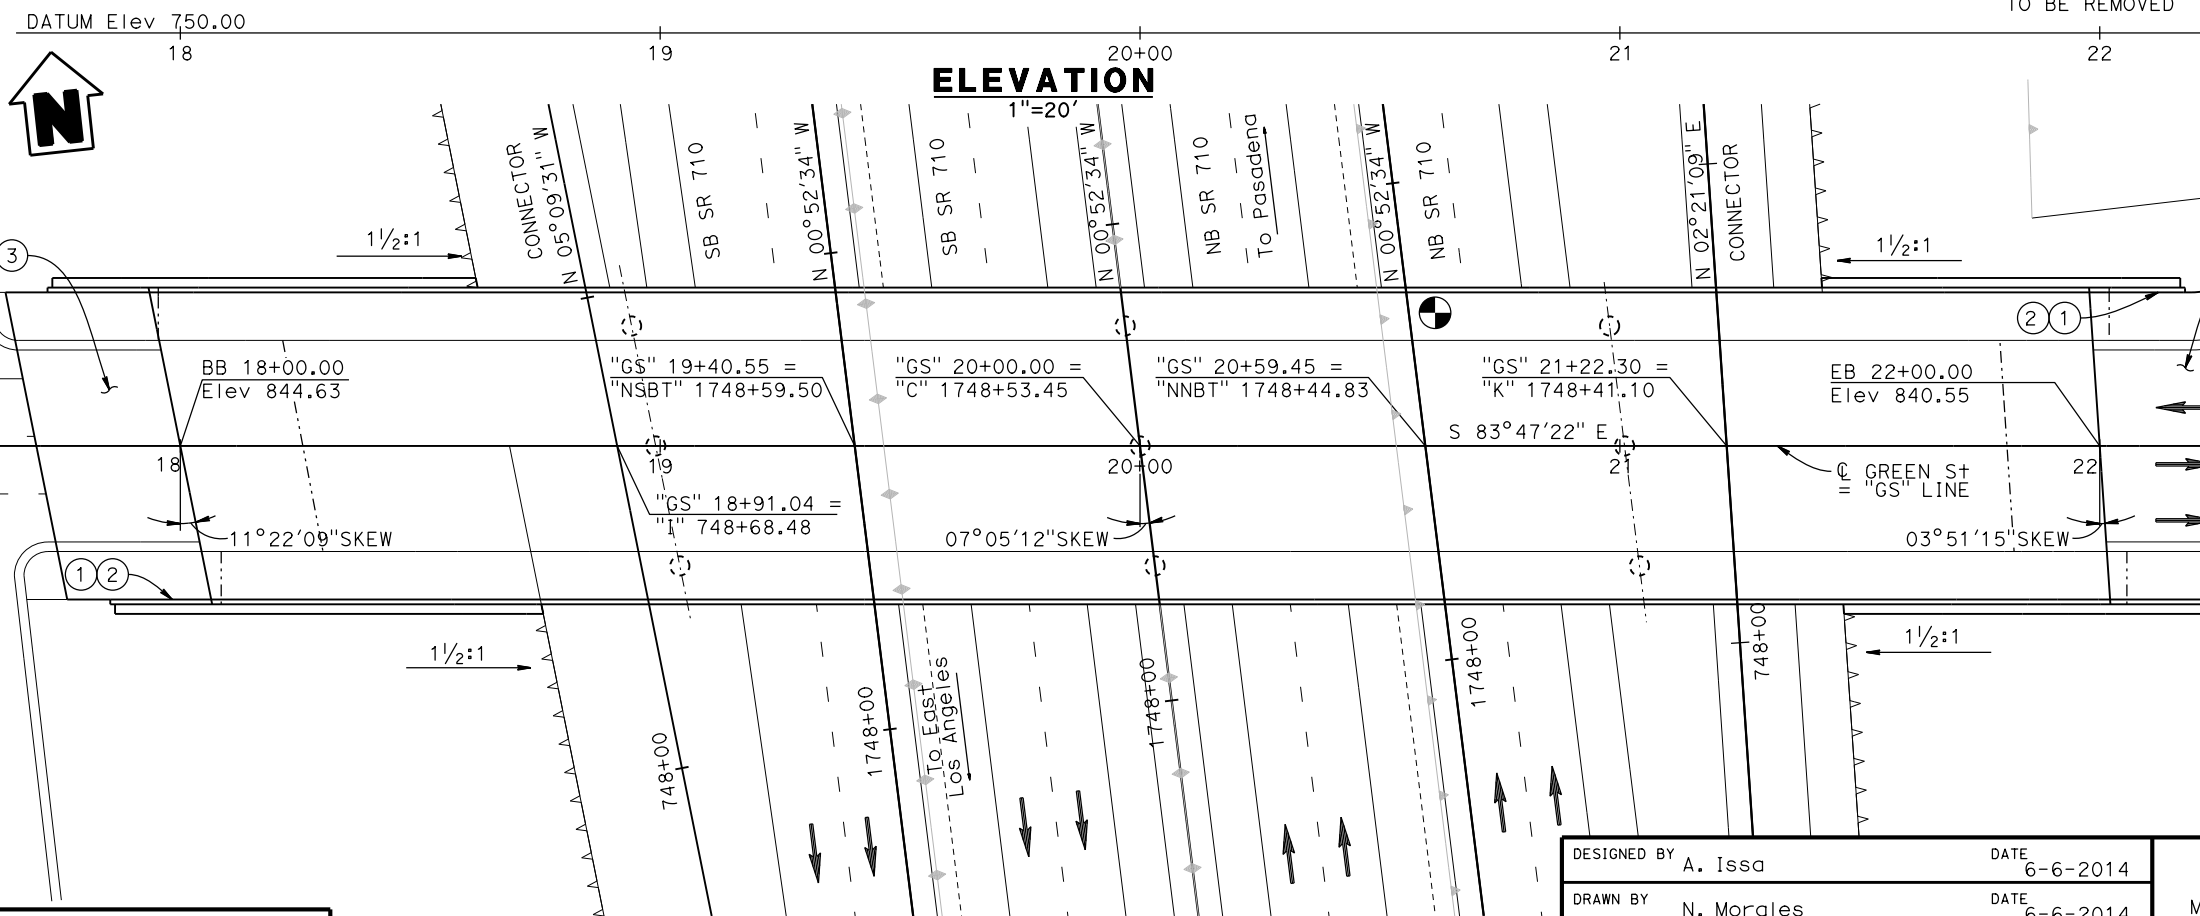 DATUM Elev 750.00
TO BE REMOVED
18 19 20+00 21 22
ELEVATION
1"=20'
N
CONNECTOR
N 05°09'31" W
SB SR 710
N 00°52'34" W
SB SR 710
N 00°52'34" W
NB SR 710
To Pasadena
N 00°52'34" W
NB SR 710
N 02°21'09" E
CONNECTOR
1½:1
1½:1
3
2 1
BB 18+00.00
Elev 844.63
"GS" 19+40.55 =
"NSBT" 1748+59.50
"GS" 20+00.00 =
"C" 1748+53.45
"GS" 20+59.45 =
"NNBT" 1748+44.83
"GS" 21+22.30 =
"K" 1748+41.10
EB 22+00.00
Elev 840.55
S 83°47'22" E
18 19 20+00 21 22
℄ GREEN St
= "GS" LINE
"GS" 18+91.04 =
"I" 748+68.48
11°22'09"SKEW
07°05'12"SKEW
03°51'15"SKEW
1 2
1½:1
1½:1
748+00
1748+00
To East
Los Angeles
1748+00
1748+00
748+00
DESIGNED BY A. Issa DATE 6-6-2014
DRAWN BY N. Morales DATE 6-6-2014